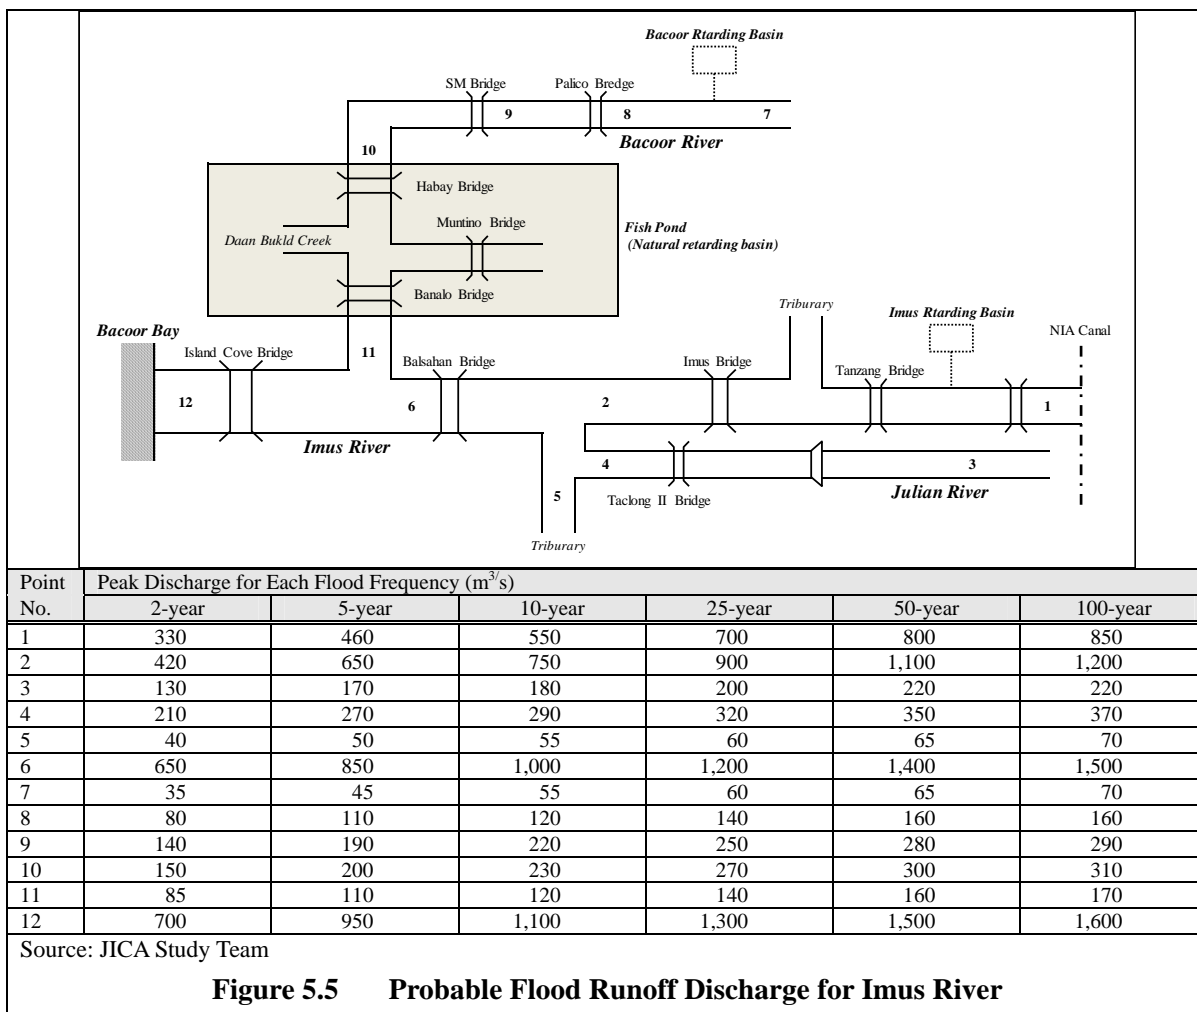 Bacoor Rtarding Basin
SM Bridge Palico Bredge
9 8 7
Bacoor River
10
Habay Bridge
Muntino Bridge
Fish Pond
(Natural retarding basin)
Daan Bukld Creek
Banalo Bridge
Triburary
Imus Rtarding Basin
NIA Canal
Bacoor Bay
Island Cove Bridge
11
Balsahan Bridge
Imus Bridge
Tanzang Bridge
12
6
2
1
Imus River
4
3
5
Taclong II Bridge
Julian River
Triburary
Point No. Peak Discharge for Each Flood Frequency (m3/s)
2-year 5-year 10-year 25-year 50-year 100-year
1 330 460 550 700 800 850
2 420 650 750 900 1,100 1,200
3 130 170 180 200 220 220
4 210 270 290 320 350 370
5 40 50 55 60 65 70
6 650 850 1,000 1,200 1,400 1,500
7 35 45 55 60 65 70
8 80 110 120 140 160 160
9 140 190 220 250 280 290
10 150 200 230 270 300 310
11 85 110 120 140 160 170
12 700 950 1,100 1,300 1,500 1,600
Source: JICA Study Team
Figure 5.5 Probable Flood Runoff Discharge for Imus River